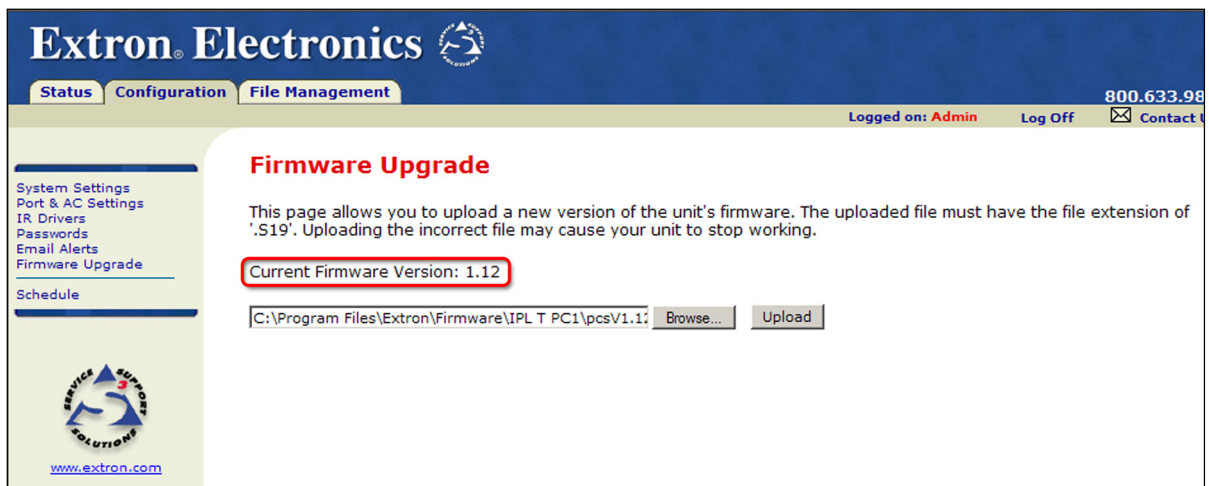 Extron® Electronics
Status Configuration File Management
800.633.98
Logged on: Admin Log Off Contact
Firmware Upgrade
System Settings
Port & AC Settings
IR Drivers
Passwords
Email Alerts
Firmware Upgrade
Schedule
This page allows you to upload a new version of the unit's firmware. The uploaded file must have the file extension of
'.S19'. Uploading the incorrect file may cause your unit to stop working.
Current Firmware Version: 1.12
C:\Program Files\Extron\Firmware\IPL T PC1\pcsV1.12 Browse... Upload
SERVICE SUPPORT SOLUTIONS
3
www.extron.com